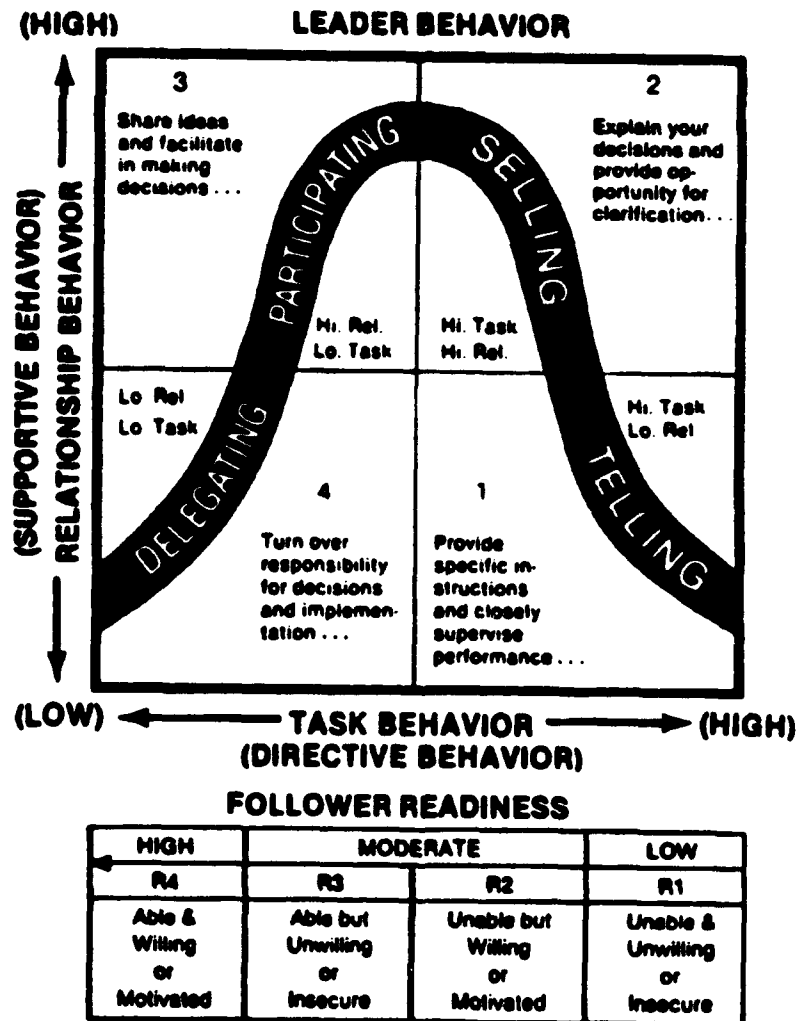 (HIGH)
LEADER BEHAVIOR
3
Share ideas
and facilitate
in making
decisions ...
2
Explain your
decisions and
provide op-
portunity for
clarification ...
PARTICIPATING
SELLING
Hi. Rel.
Lo. Task
Hi. Task
Hi. Rel.
Lo Rel
Lo Task
Hi. Task
Lo. Rel
DELEGATING
TELLING
4
Turn over
responsibility
for decisions
and implemen-
tation ...
1
Provide
specific in-
structions
and closely
supervise
performance ...
(SUPPORTIVE BEHAVIOR)
RELATIONSHIP BEHAVIOR
(LOW)
TASK BEHAVIOR
(HIGH)
(DIRECTIVE BEHAVIOR)
FOLLOWER READINESS
HIGH
MODERATE
LOW
R4
R3
R2
R1
Able &
Willing
or
Motivated
Able but
Unwilling
or
Insecure
Unable but
Willing
or
Motivated
Unable &
Unwilling
or
Insecure